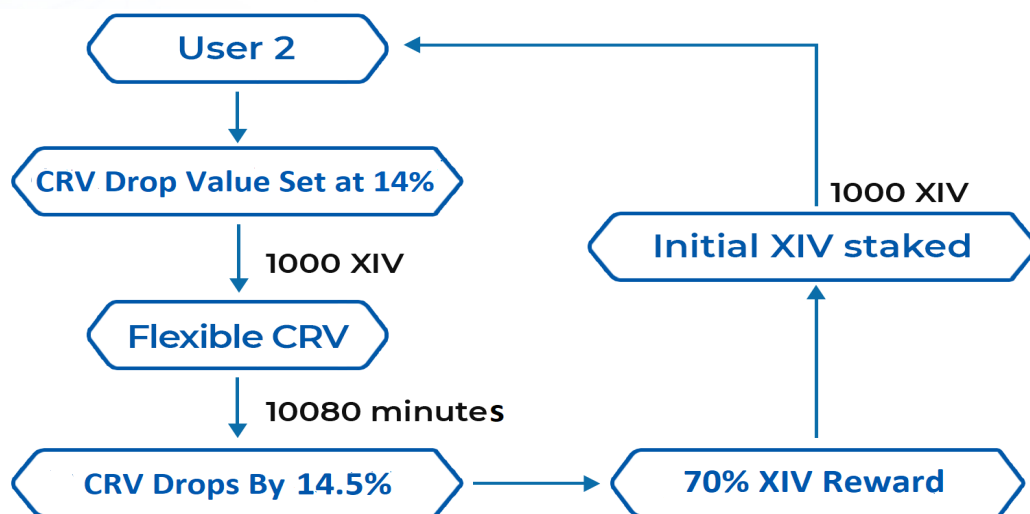 User 2
CRV Drop Value Set at 14%
1000 XIV
Flexible CRV
10080 minutes
CRV Drops By 14.5%
70% XIV Reward
Initial XIV staked
1000 XIV